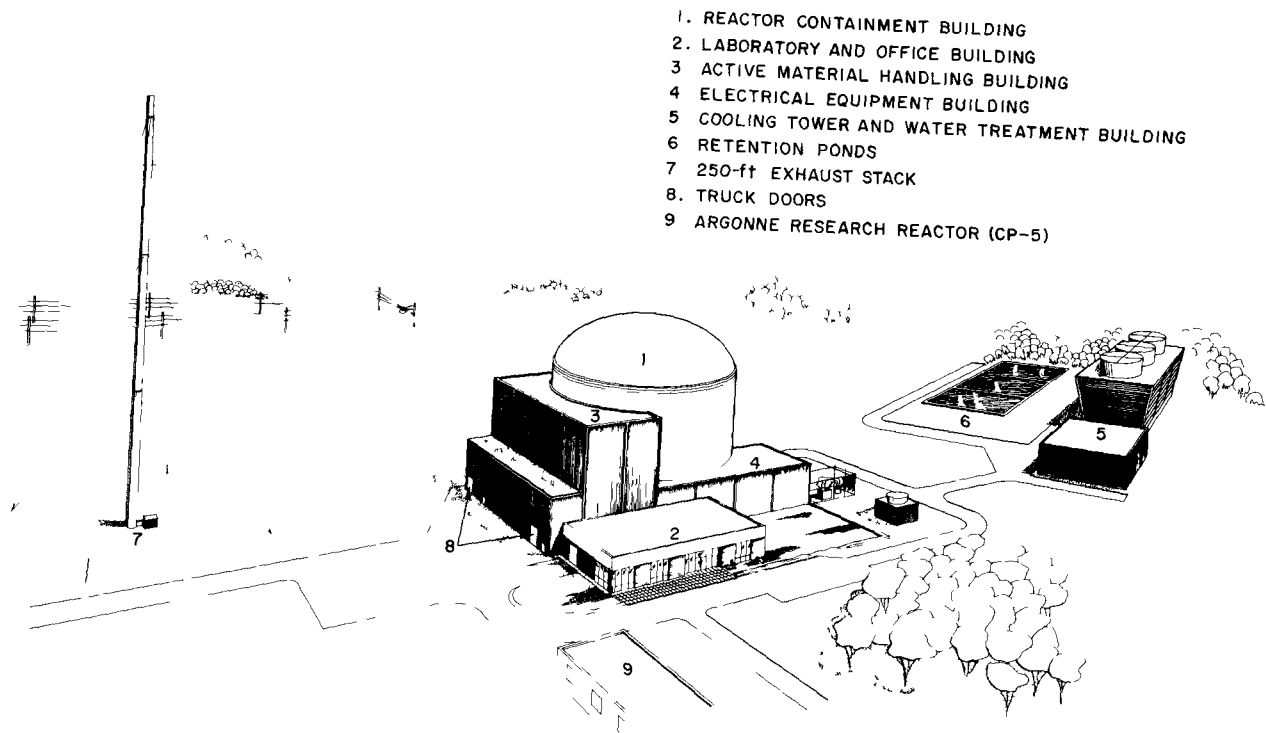 1. REACTOR CONTAINMENT BUILDING
2. LABORATORY AND OFFICE BUILDING
3 ACTIVE MATERIAL HANDLING BUILDING
4 ELECTRICAL EQUIPMENT BUILDING
5 COOLING TOWER AND WATER TREATMENT BUILDING
6 RETENTION PONDS
7 250-ft EXHAUST STACK
8. TRUCK DOORS
9 ARGONNE RESEARCH REACTOR (CP-5)
1
3
6
5
4
7
8
2
9